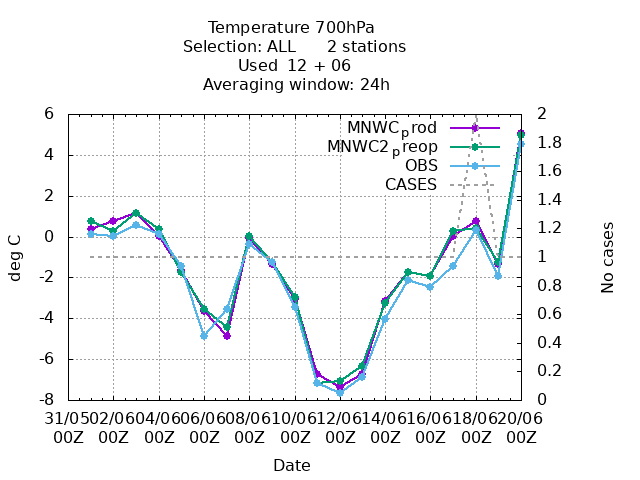 Temperature 700hPa
Selection: ALL 2 stations
Used 12 + 06
Averaging window: 24h
MNWC_prod
MNWC2_preop
OBS
CASES
6
4
2
0
-2
-4
-6
-8
deg C
2
1.8
1.6
1.4
1.2
1
0.8
0.6
0.4
0.2
0
No cases
31/05 02/06 04/06 06/06 08/06 10/06 12/06 14/06 16/06 18/06 20/06
00Z 00Z 00Z 00Z 00Z 00Z 00Z 00Z 00Z 00Z 00Z
Date